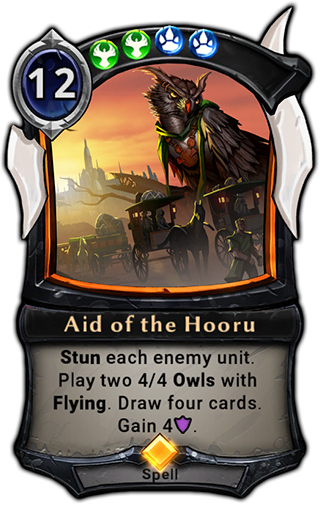 12
Aid of the Hooru
Stun each enemy unit.
Play two 4/4 Owls with
Flying. Draw four cards.
Gain 4.
Spell